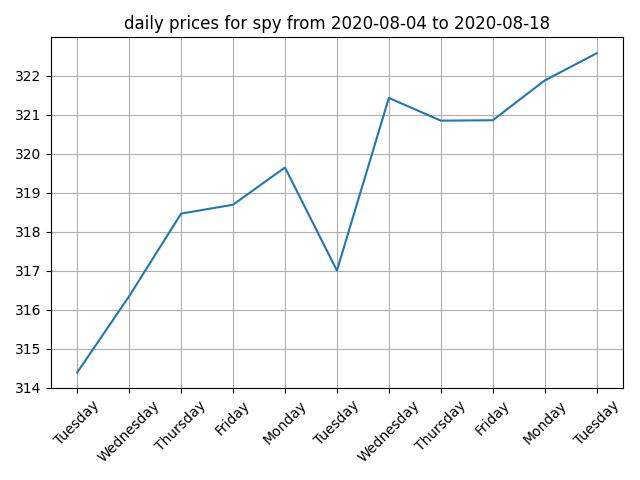 daily prices for spy from 2020-08-04 to 2020-08-18
322
321
320
319
318
317
316
315
314
Tuesday
Wednesday
Thursday
Friday
Monday
Tuesday
Wednesday
Thursday
Friday
Monday
Tuesday